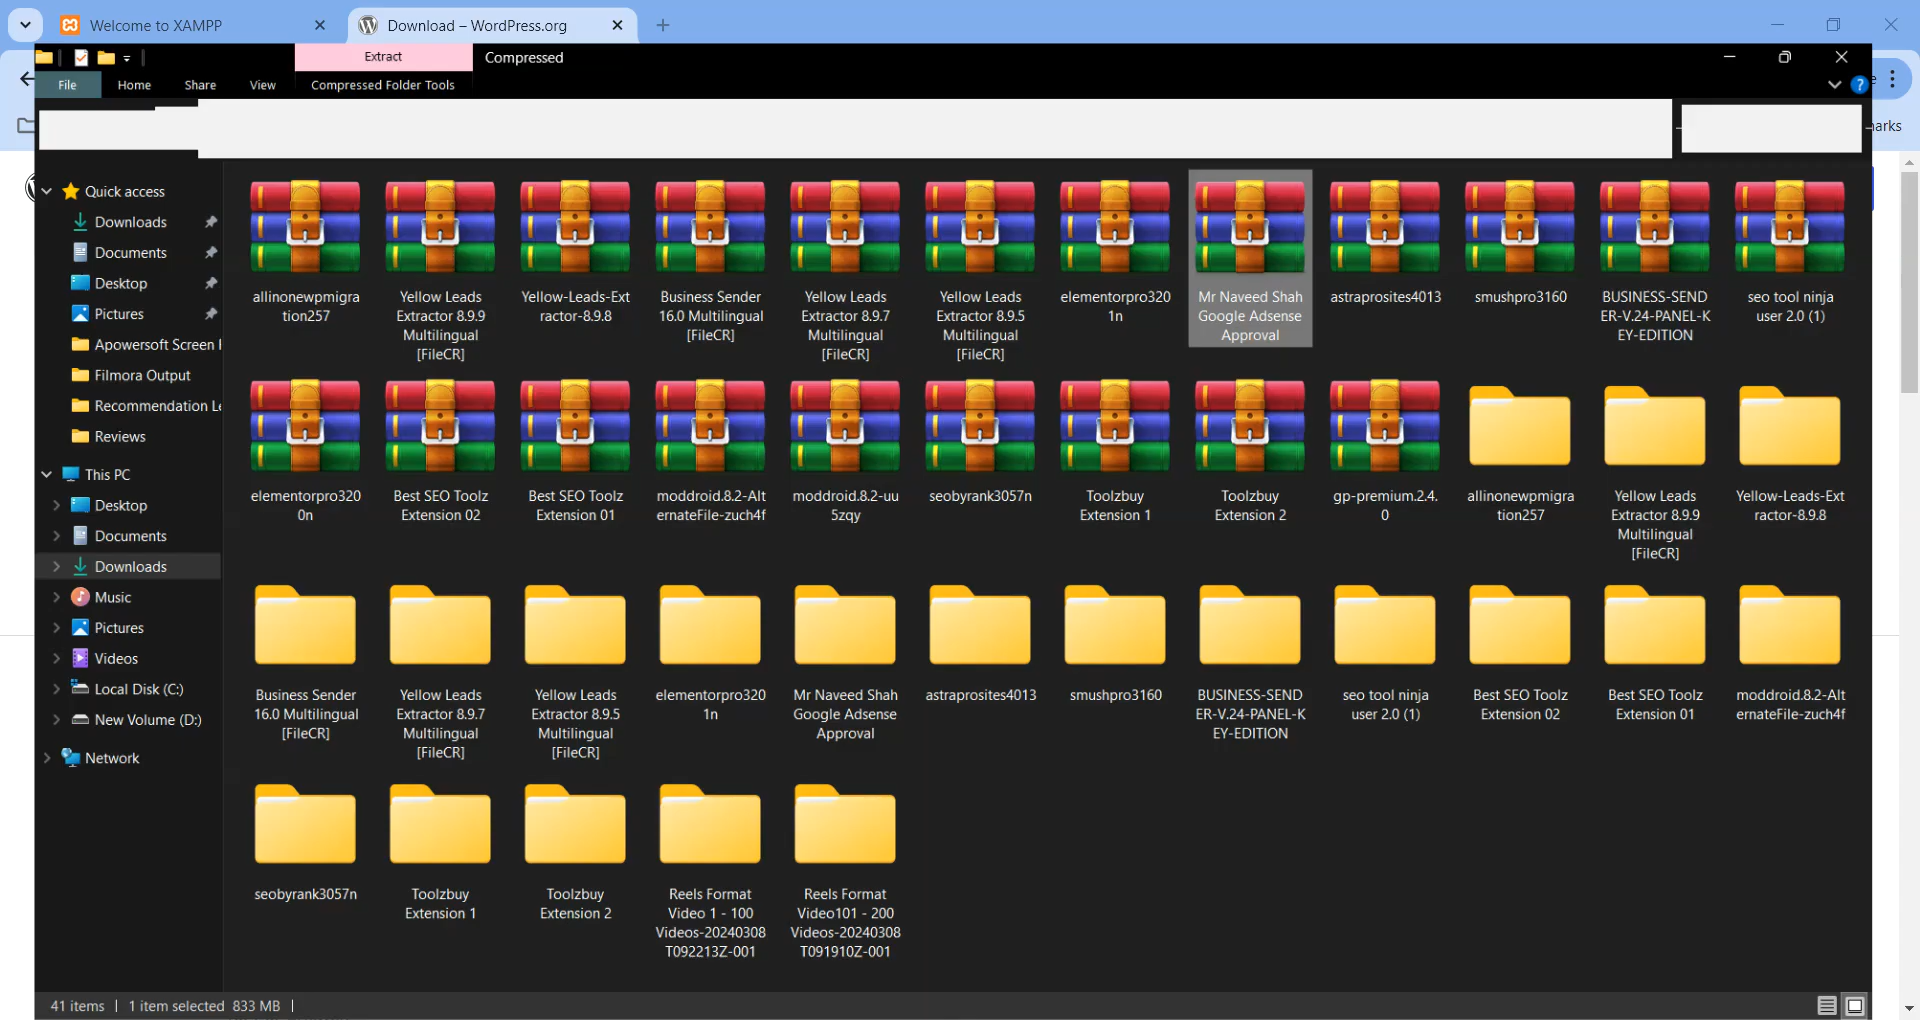 Welcome to XAMPP
Download – WordPress.org
Extract
Compressed
File
Home
Share
View
Compressed Folder Tools
arks
Quick access
Downloads
Documents
Desktop
Pictures
Apowersoft Screen
Filmora Output
Recommendation Le
Reviews
This PC
Desktop
Documents
Downloads
Music
Pictures
Videos
Local Disk (C:)
New Volume (D:)
Network
allinonewpmigra
tion257
Yellow Leads
Extractor 8.9.9
Multilingual
[FileCR]
Yellow-Leads-Ext
ractor-8.9.8
Business Sender
16.0 Multilingual
[FileCR]
Yellow Leads
Extractor 8.9.7
Multilingual
[FileCR]
Yellow Leads
Extractor 8.9.5
Multilingual
[FileCR]
elementorpro320
1n
Mr Naveed Shah
Google Adsense
Approval
astraprosites4013
smushpro3160
BUSINESS-SEND
ER-V.24-PANEL-K
EY-EDITION
seo tool ninja
user 2.0 (1)
elementorpro320
0n
Best SEO Toolz
Extension 02
Best SEO Toolz
Extension 01
moddroid.8.2-Alt
ernateFile-zuch4f
moddroid.8.2-uu
5zqy
seobyrank3057n
Toolzbuy
Extension 1
Toolzbuy
Extension 2
gp-premium.2.4.
0
allinonewpmigra
tion257
Yellow Leads
Extractor 8.9.9
Multilingual
[FileCR]
Yellow-Leads-Ext
ractor-8.9.8
Business Sender
16.0 Multilingual
[FileCR]
Yellow Leads
Extractor 8.9.7
Multilingual
[FileCR]
Yellow Leads
Extractor 8.9.5
Multilingual
[FileCR]
elementorpro320
1n
Mr Naveed Shah
Google Adsense
Approval
astraprosites4013
smushpro3160
BUSINESS-SEND
ER-V.24-PANEL-K
EY-EDITION
seo tool ninja
user 2.0 (1)
Best SEO Toolz
Extension 02
Best SEO Toolz
Extension 01
moddroid.8.2-Alt
ernateFile-zuch4f
seobyrank3057n
Toolzbuy
Extension 1
Toolzbuy
Extension 2
Reels Format
Video 1 - 100
Videos-20240308
T092213Z-001
Reels Format
Video101 - 200
Videos-20240308
T091910Z-001
41 items
1 item selected 833 MB